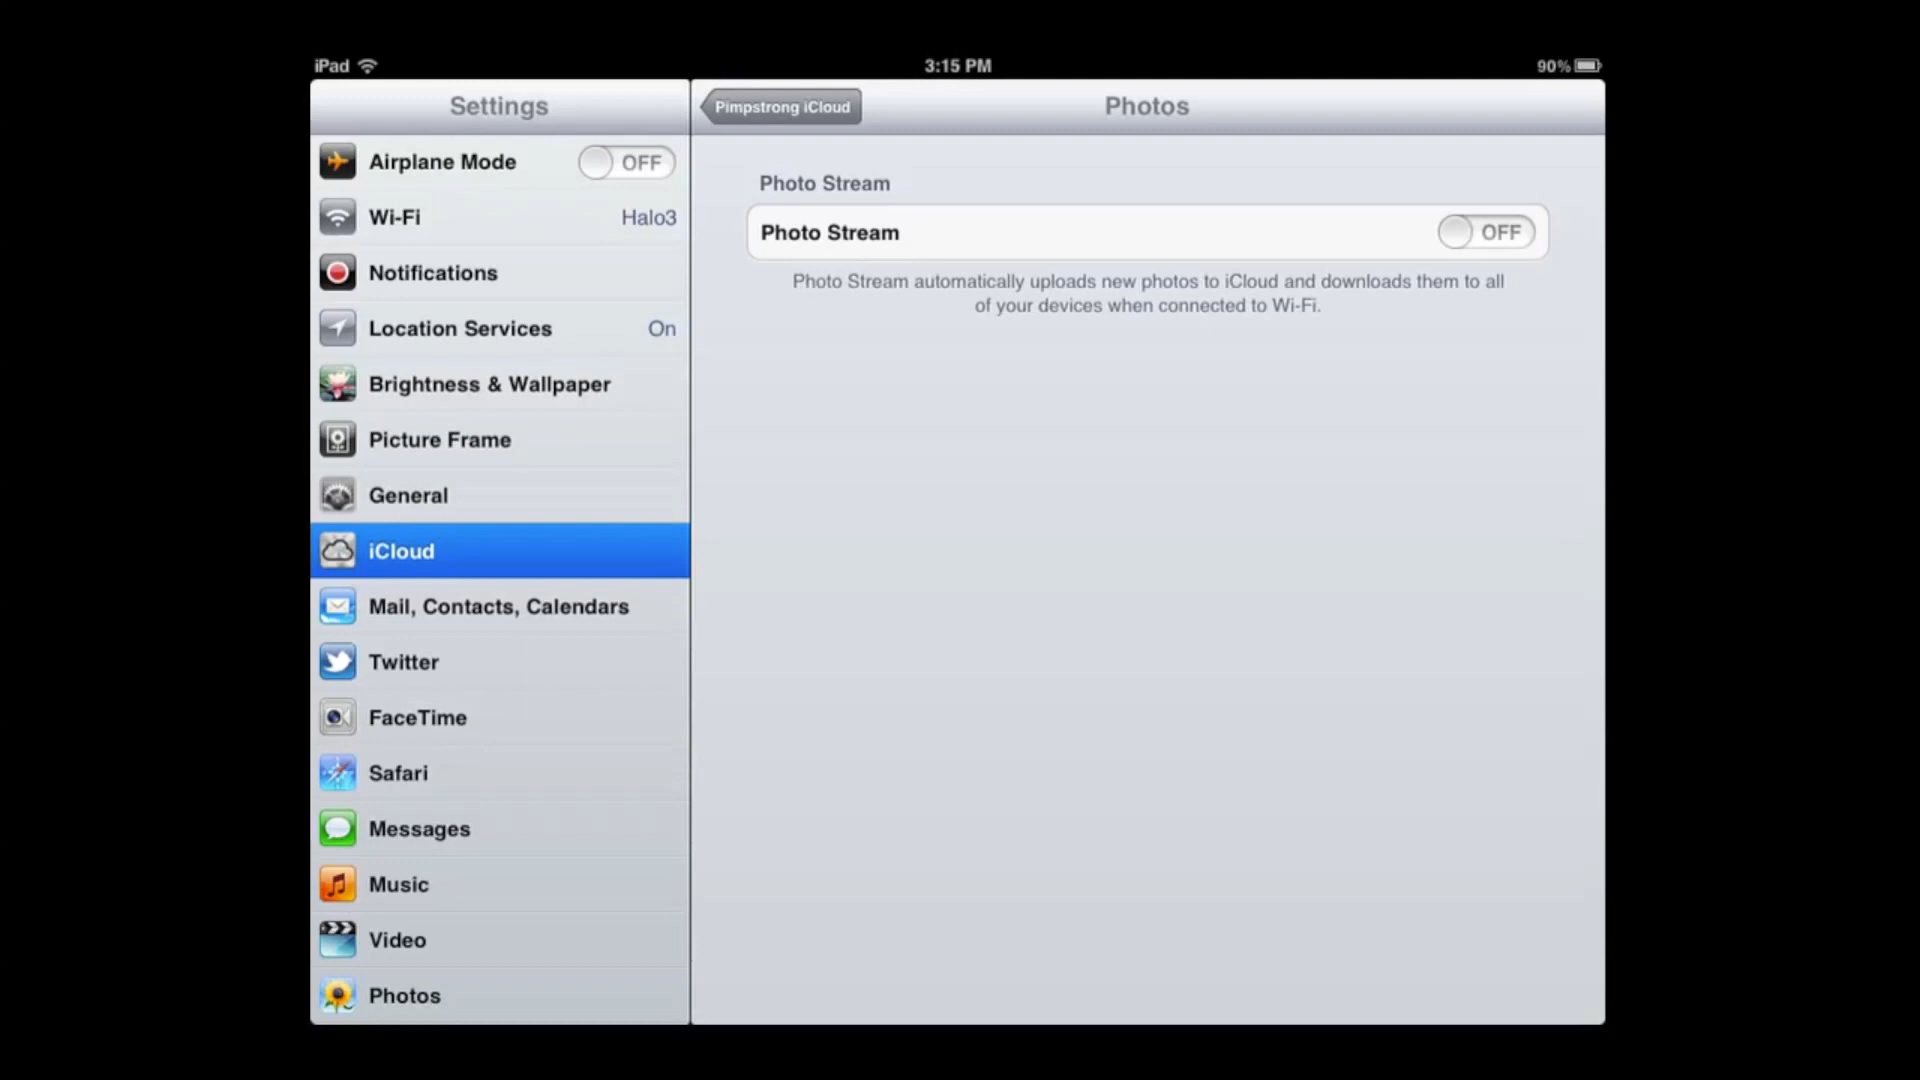 iPad
3:15 PM
90%
Settings
Airplane Mode OFF
Wi-Fi Halo3
Notifications
Location Services On
Brightness & Wallpaper
Picture Frame
General
iCloud
Mail, Contacts, Calendars
Twitter
FaceTime
Safari
Messages
Music
Video
Photos
Pimpstrong iCloud
Photos
Photo Stream
Photo Stream OFF
Photo Stream automatically uploads new photos to iCloud and downloads them to all
of your devices when connected to Wi-Fi.